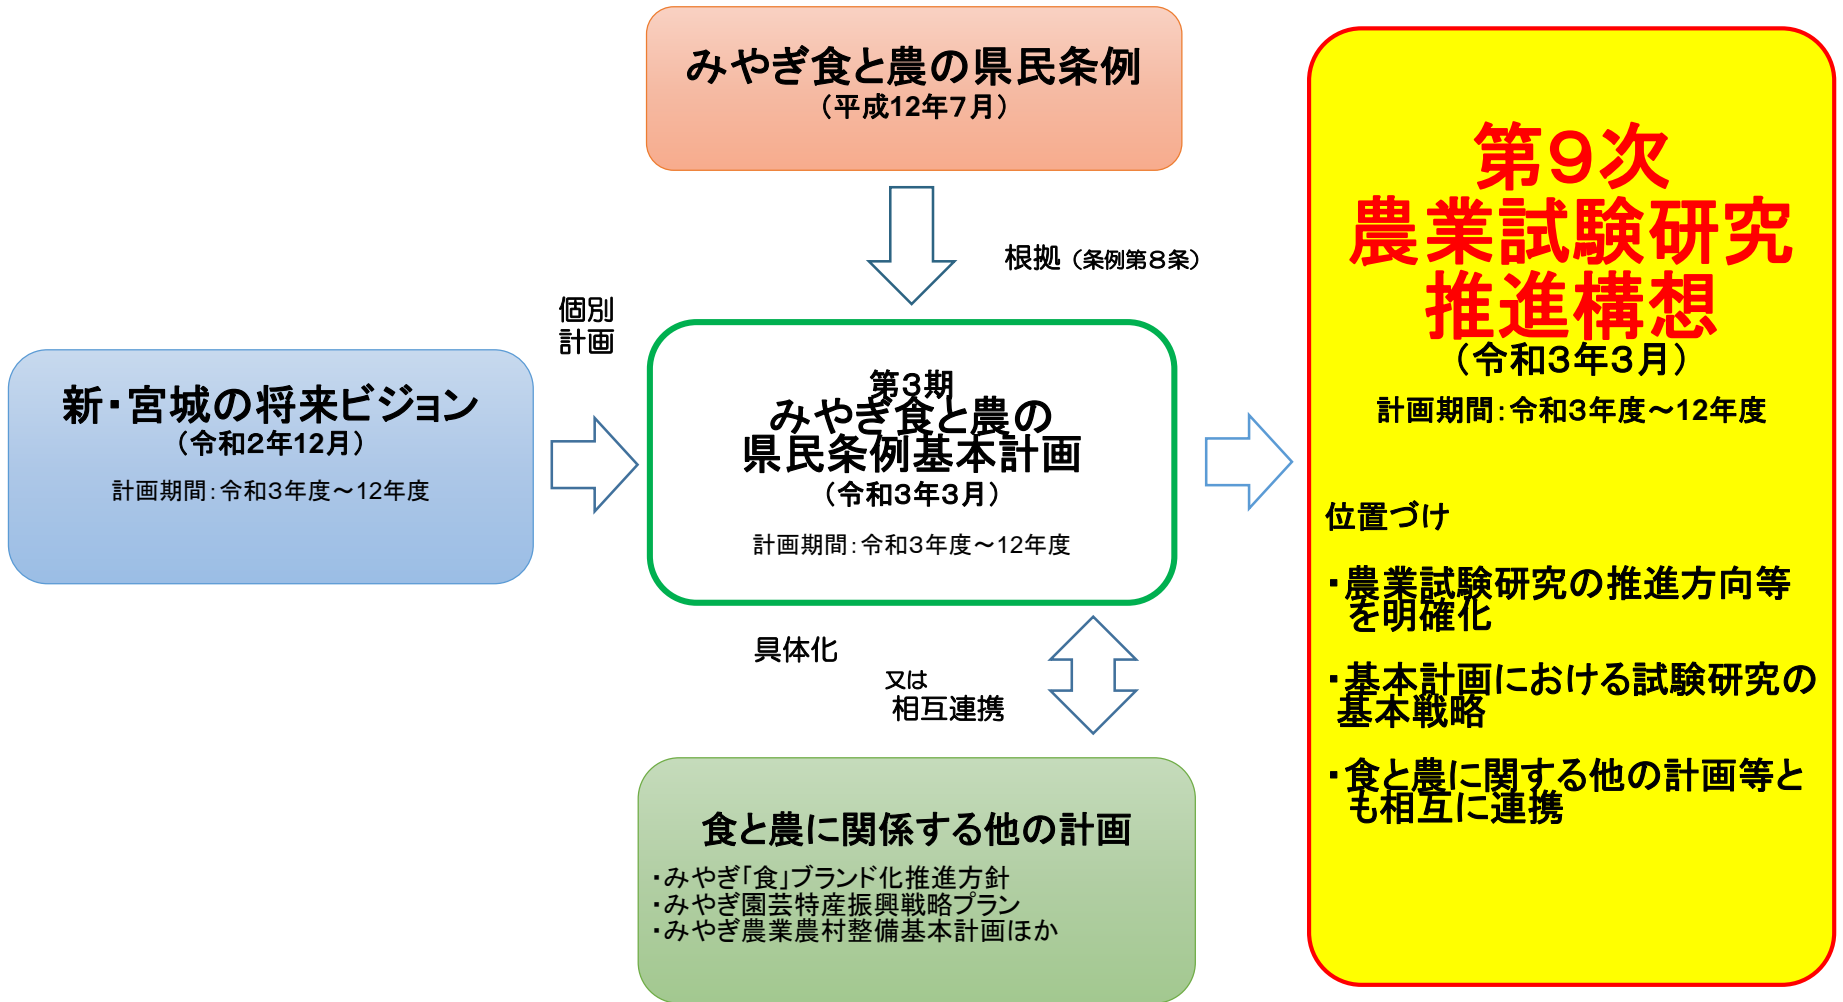 みやぎ食と農の県民条例
（平成12年７月）
根拠（条例第８条）
個別
計画
新・宮城の将来ビジョン
（令和２年12月）
計画期間：令和３年度～12年度
第３期
みやぎ食と農の
県民条例基本計画
（令和３年３月）
計画期間：令和３年度～12年度
具体化
又は
相互連携
食と農に関係する他の計画
・みやぎ「食」ブランド化推進方針
・みやぎ園芸特産振興戦略プラン
・みやぎ農業農村整備基本計画ほか
第９次
農業試験研究
推進構想
（令和３年３月）
計画期間：令和３年度～12年度
位置づけ
・農業試験研究の推進方向等
を明確化
・基本計画における試験研究の
基本戦略
・食と農に関する他の計画等と
も相互に連携